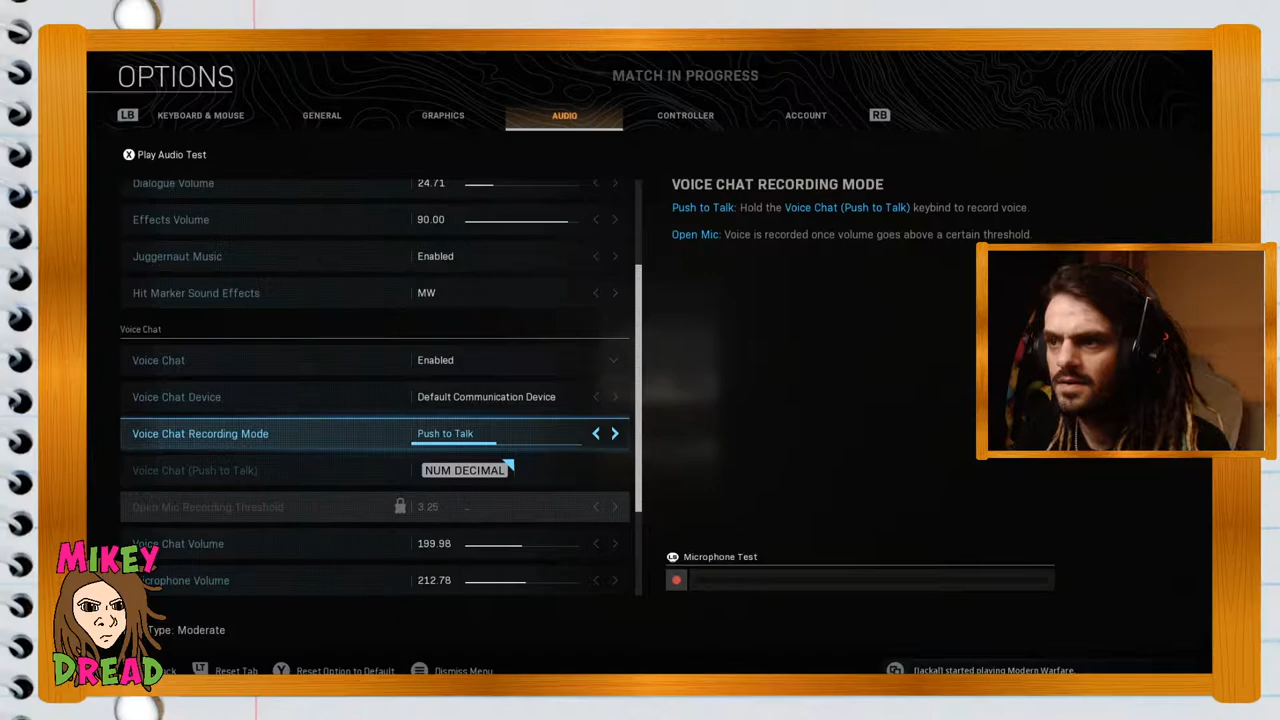 OPTIONS
MATCH IN PROGRESS
LB KEYBOARD & MOUSE GENERAL GRAPHICS AUDIO CONTROLLER ACCOUNT RB
X Play Audio Test
Dialogue Volume 24.71
Effects Volume 90.00
Juggernaut Music Enabled
Hit Marker Sound Effects MW
Voice Chat
Voice Chat Enabled
Voice Chat Device Default Communication Device
Voice Chat Recording Mode Push to Talk
Voice Chat (Push to Talk) NUM DECIMAL
Open Mic Recording Threshold 3.25
Voice Chat Volume 199.98
Microphone Volume 212.78
Type: Moderate
LT Reset Tab Y Reset Option to Default Dismiss Menu
VOICE CHAT RECORDING MODE
Push to Talk: Hold the Voice Chat (Push to Talk) keybind to record voice.
Open Mic: Voice is recorded once volume goes above a certain threshold.
Microphone Test
[Jackal] started playing Modern Warfare.
MIKEY
DREAD